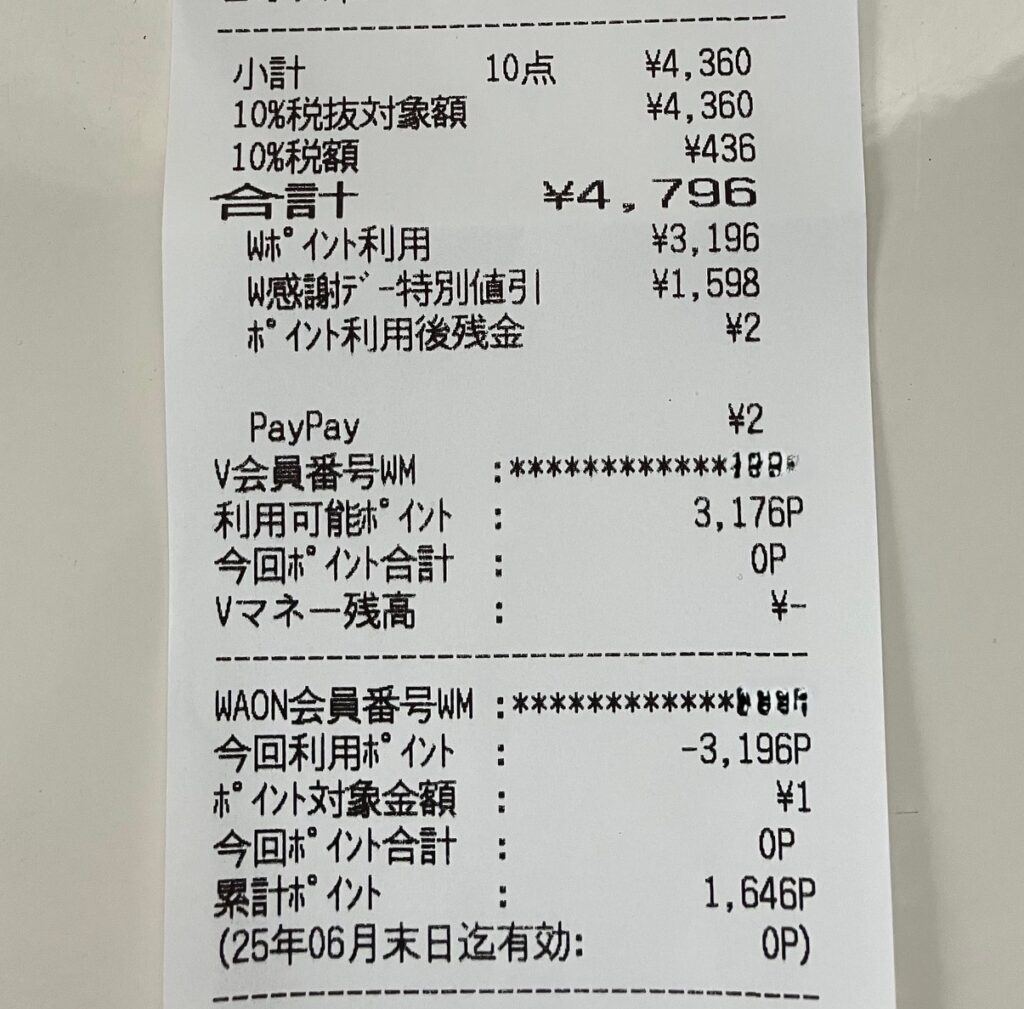 小計 10点 ¥4,360
10%税抜対象額 ¥4,360
10%税額 ¥436
合計 ¥4,796
Wﾎﾟｲﾝﾄ利用 ¥3,196
W感謝ﾃﾞｰ特別値引 ¥1,598
ﾎﾟｲﾝﾄ利用後残金 ¥2
PayPay ¥2
V会員番号WM :************
利用可能ﾎﾟｲﾝﾄ : 3,176P
今回ﾎﾟｲﾝﾄ合計 : 0P
Vマネー残高 : ¥-
WAON会員番号WM :************
今回利用ﾎﾟｲﾝﾄ : -3,196P
ﾎﾟｲﾝﾄ対象金額 : ¥1
今回ﾎﾟｲﾝﾄ合計 : 0P
累計ﾎﾟｲﾝﾄ : 1,646P
(25年06月末日迄有効: 0P)